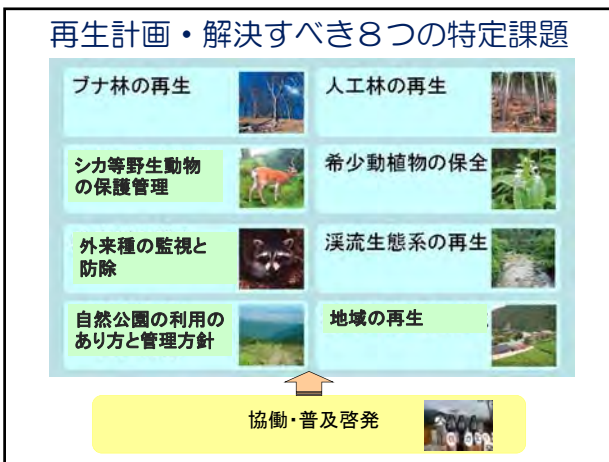 再生計画・解決すべき８つの特定課題
ブナ林の再生
人工林の再生
シカ等野生動物
の保護管理
希少動植物の保全
外来種の監視と
防除
渓流生態系の再生
自然公園の利用の
あり方と管理方針
地域の再生
協働・普及啓発